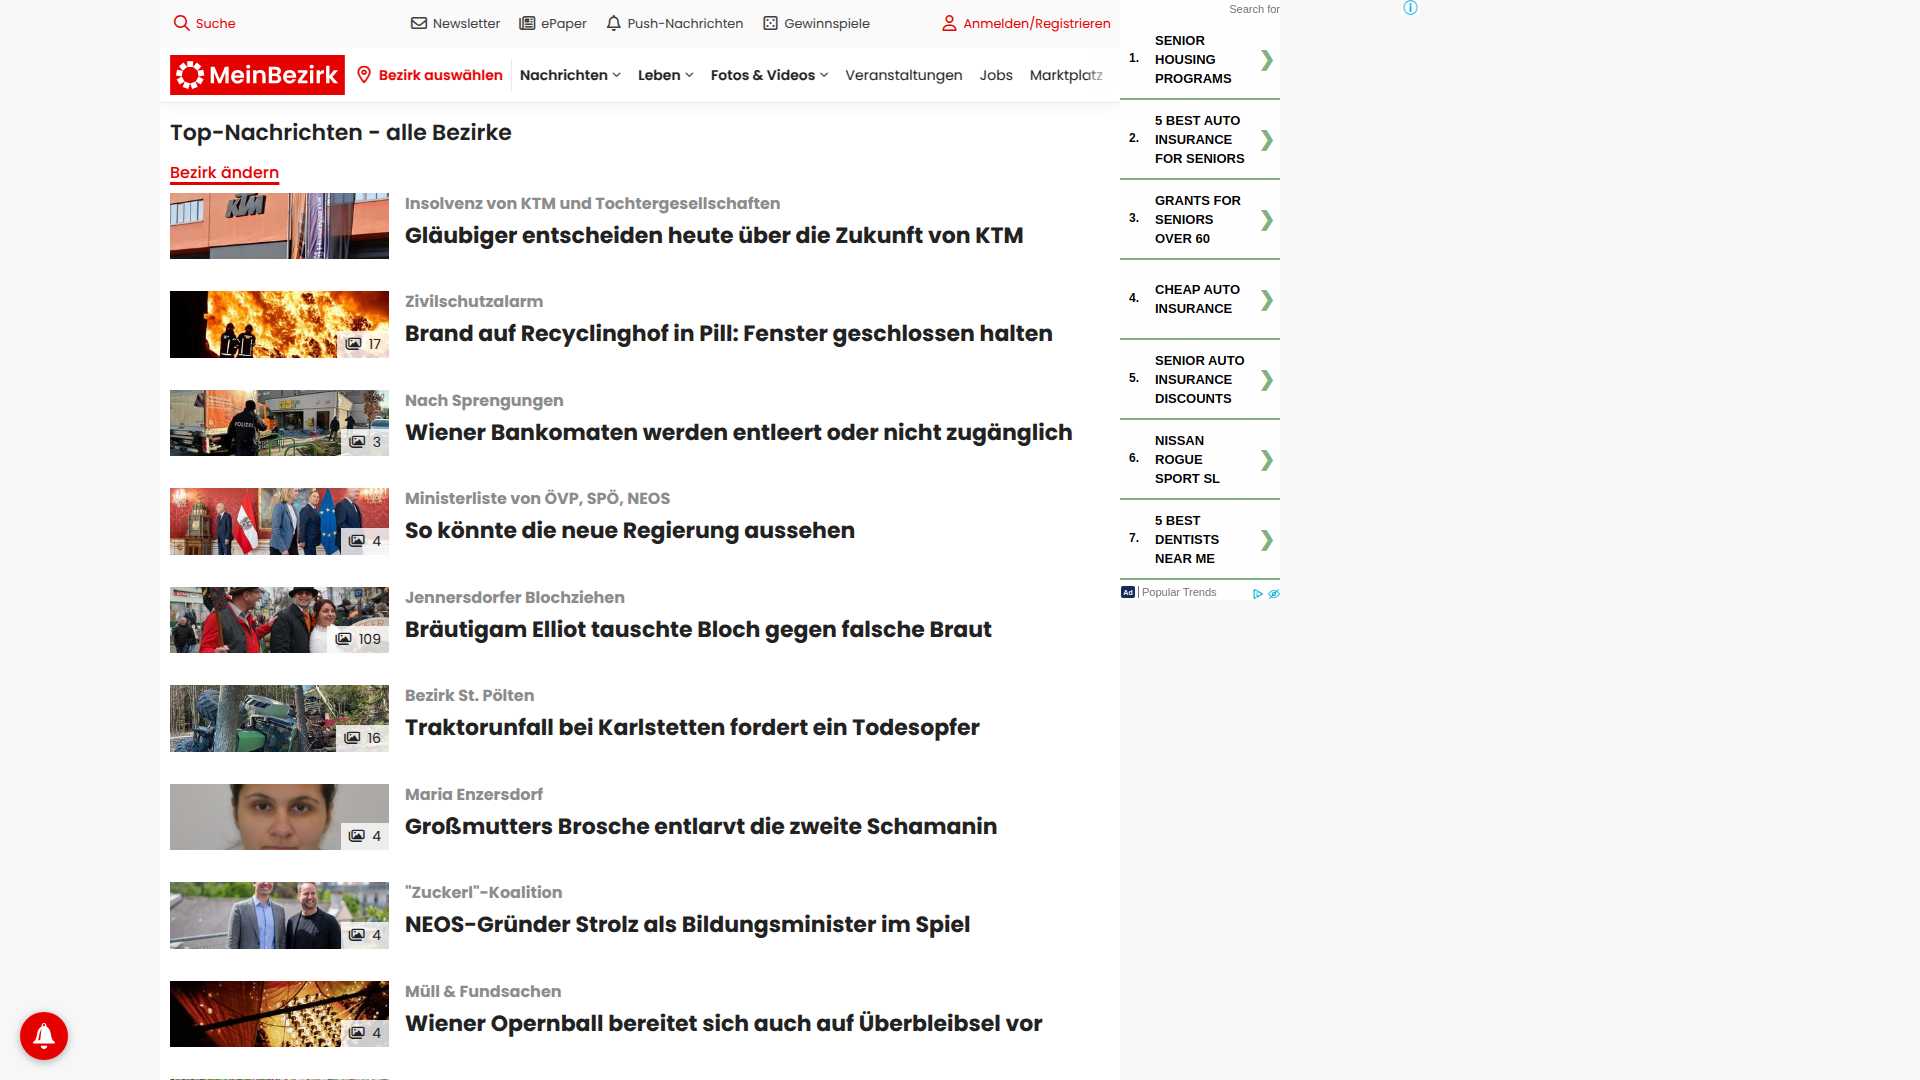 Suche
Newsletter
ePaper
Push-Nachrichten
Gewinnspiele
Anmelden/Registrieren
MeinBezirk
Bezirk auswählen
Nachrichten
Leben
Fotos & Videos
Veranstaltungen
Jobs
Marktplatz
Top-Nachrichten - alle Bezirke
Bezirk ändern
KTM
Insolvenz von KTM und Tochtergesellschaften
Gläubiger entscheiden heute über die Zukunft von KTM
17
Zivilschutzalarm
Brand auf Recyclinghof in Pill: Fenster geschlossen halten
POLIZEI
3
Nach Sprengungen
Wiener Bankomaten werden entleert oder nicht zugänglich
4
Ministerliste von ÖVP, SPÖ, NEOS
So könnte die neue Regierung aussehen
109
Jennersdorfer Blochziehen
Bräutigam Elliot tauschte Bloch gegen falsche Braut
16
Bezirk St. Pölten
Traktorunfall bei Karlstetten fordert ein Todesopfer
4
Maria Enzersdorf
Großmutters Brosche entlarvt die zweite Schamanin
4
"Zuckerl"-Koalition
NEOS-Gründer Strolz als Bildungsminister im Spiel
4
Müll & Fundsachen
Wiener Opernball bereitet sich auch auf Überbleibsel vor
Search for
1.
SENIOR
HOUSING
PROGRAMS
2.
5 BEST AUTO
INSURANCE
FOR SENIORS
3.
GRANTS FOR
SENIORS
OVER 60
4.
CHEAP AUTO
INSURANCE
5.
SENIOR AUTO
INSURANCE
DISCOUNTS
6.
NISSAN
ROGUE
SPORT SL
7.
5 BEST
DENTISTS
NEAR ME
Ad
Popular Trends